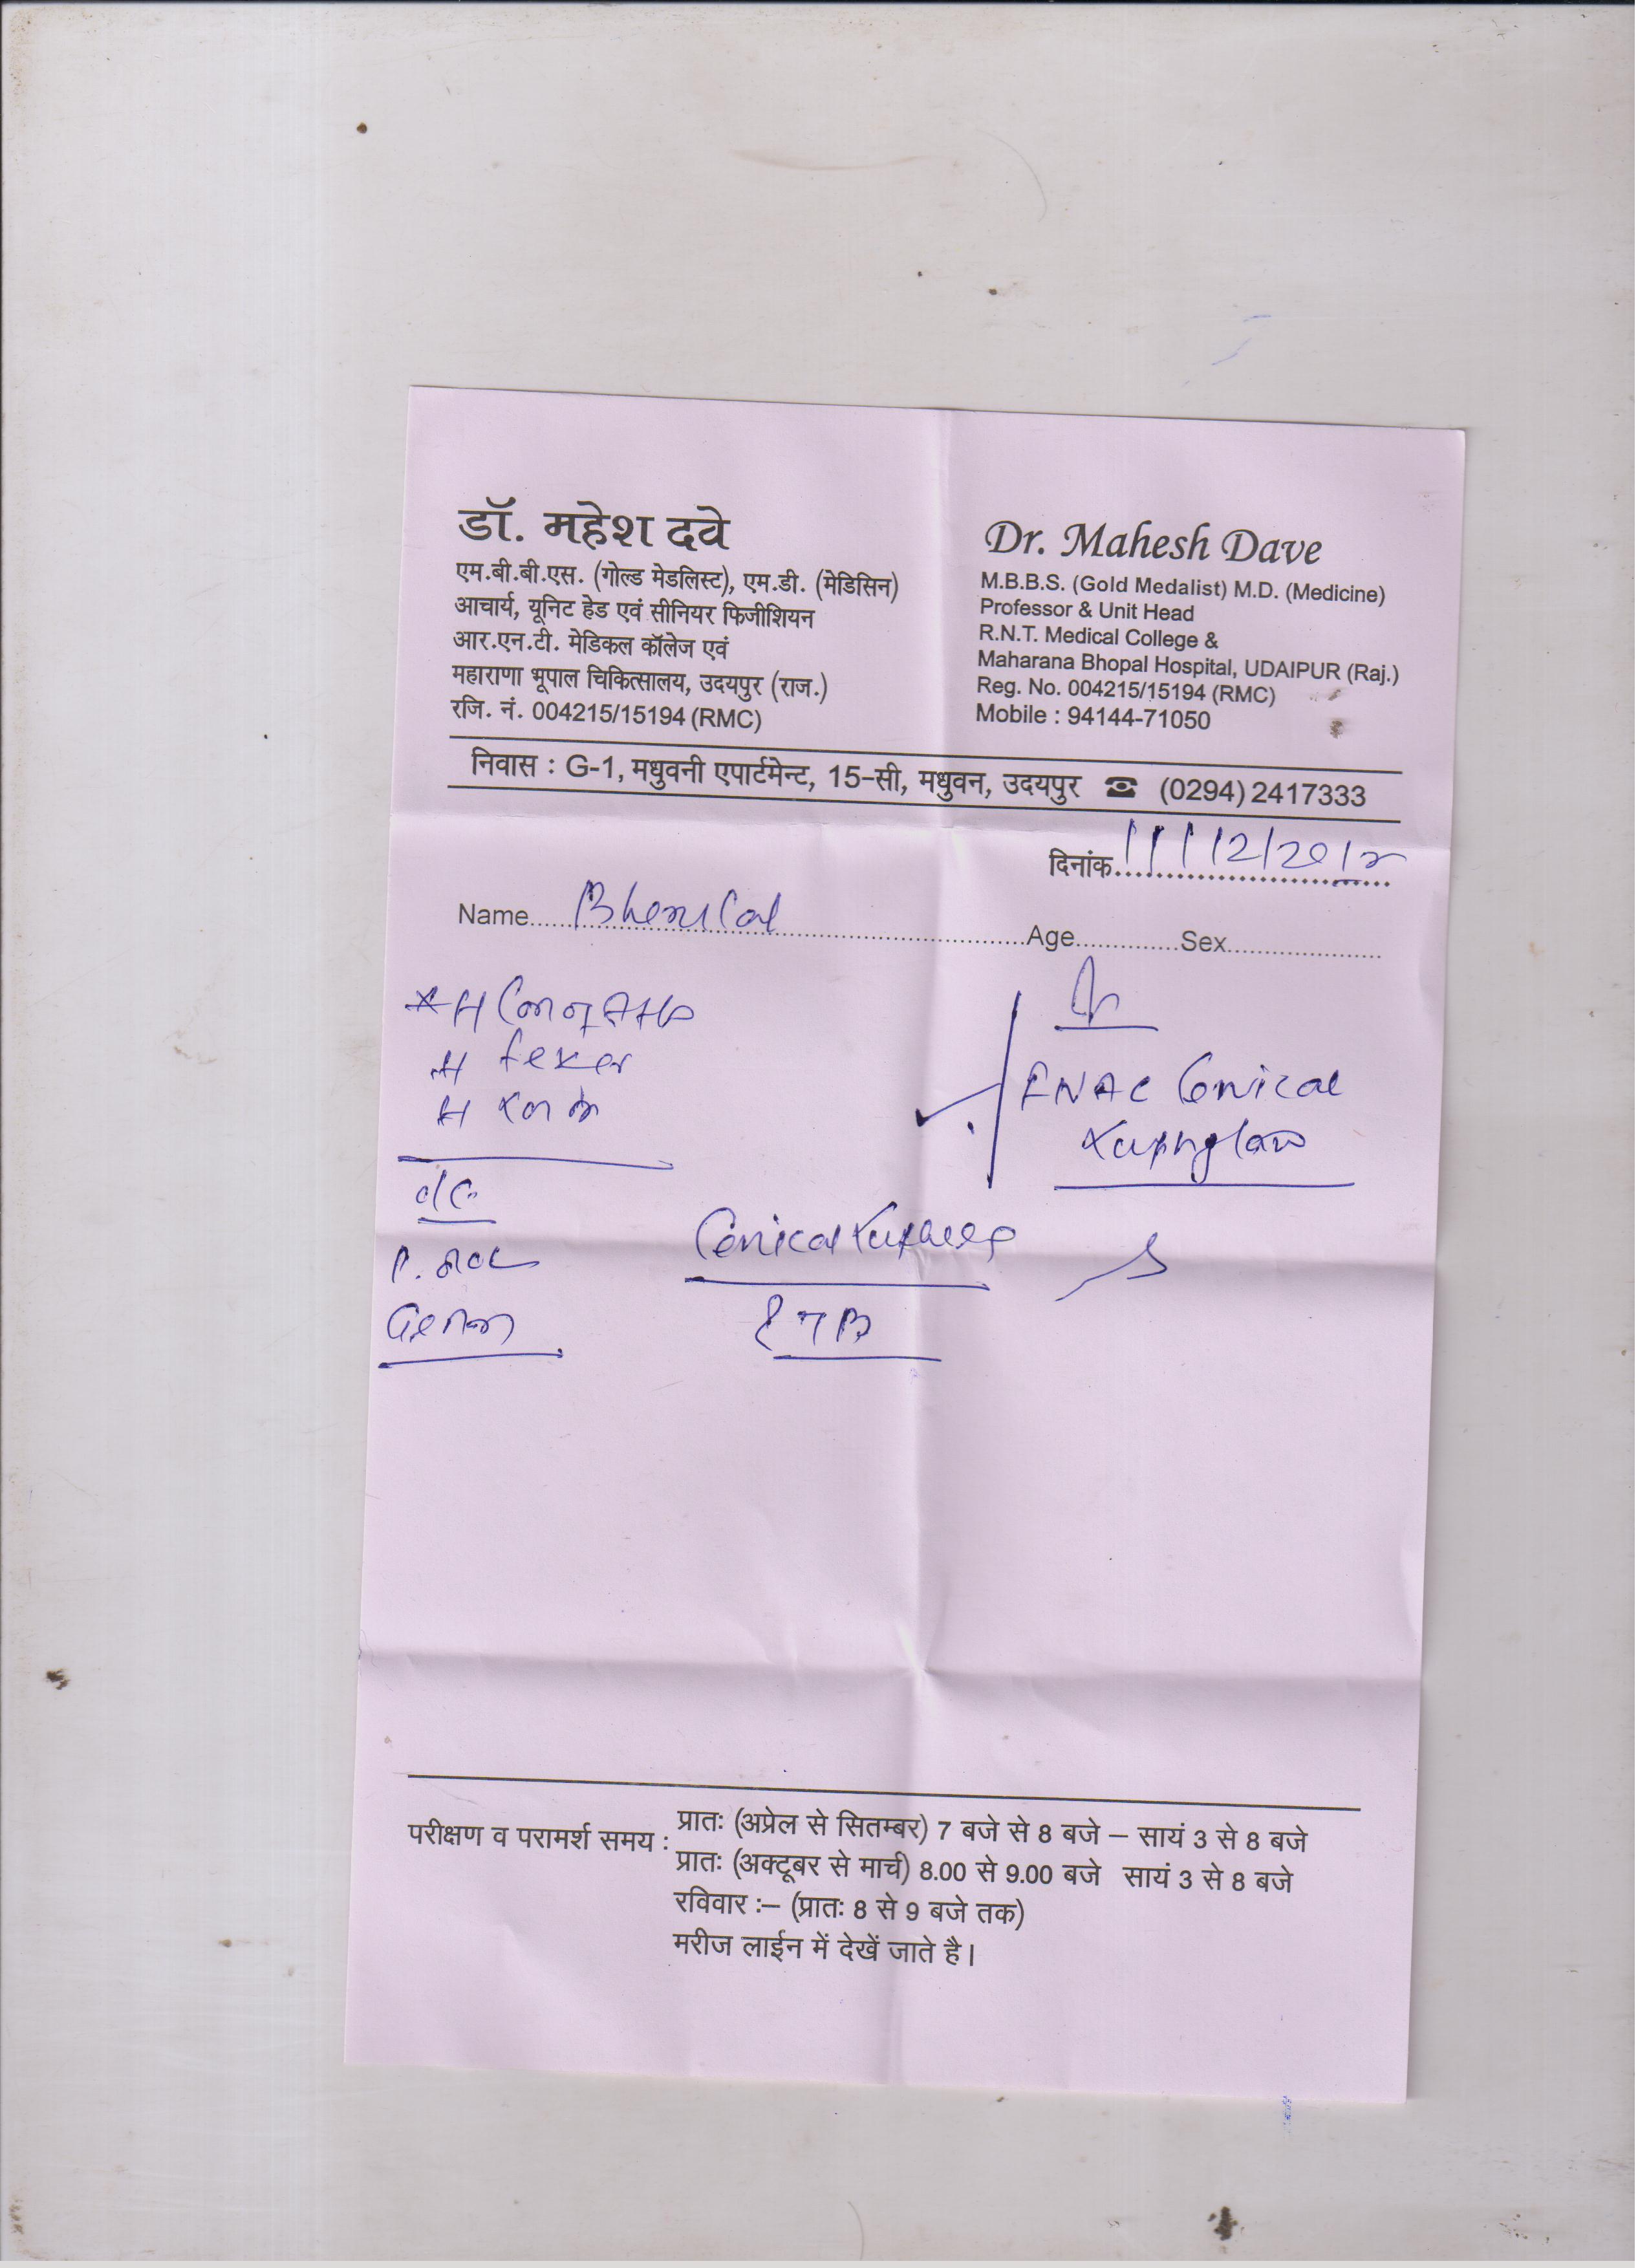 डॉ. महेश दवे
एम.बी.बी.एस. (गोल्ड मेडलिस्ट), एम.डी. (मेडिसिन)
आचार्य, यूनिट हेड एवं सीनियर फिजीशियन
आर.एन.टी. मेडिकल कॉलेज एवं
महाराणा भूपाल चिकित्सालय, उदयपुर (राज.)
रजि. नं. 004215/15194 (RMC)
Dr. Mahesh Dave
M.B.B.S. (Gold Medalist) M.D. (Medicine)
Professor & Unit Head
R.N.T. Medical College &
Maharana Bhopal Hospital, UDAIPUR (Raj.)
Reg. No. 004215/15194 (RMC)
Mobile : 94144-71050
निवास : G-1, मधुवनी एपार्टमेन्ट, 15-सी, मधुवन, उदयपुर ☎ (0294) 2417333
दिनांक
Name Age Sex
H
H fever
H
FNAC Cervical
Cervical
TB
परीक्षण व परामर्श समय :
प्रातः (अप्रेल से सितम्बर) 7 बजे से 8 बजे – सायं 3 से 8 बजे
प्रातः (अक्टूबर से मार्च) 8.00 से 9.00 बजे सायं 3 से 8 बजे
रविवार :– (प्रातः 8 से 9 बजे तक)
मरीज लाईन में देखें जाते है।